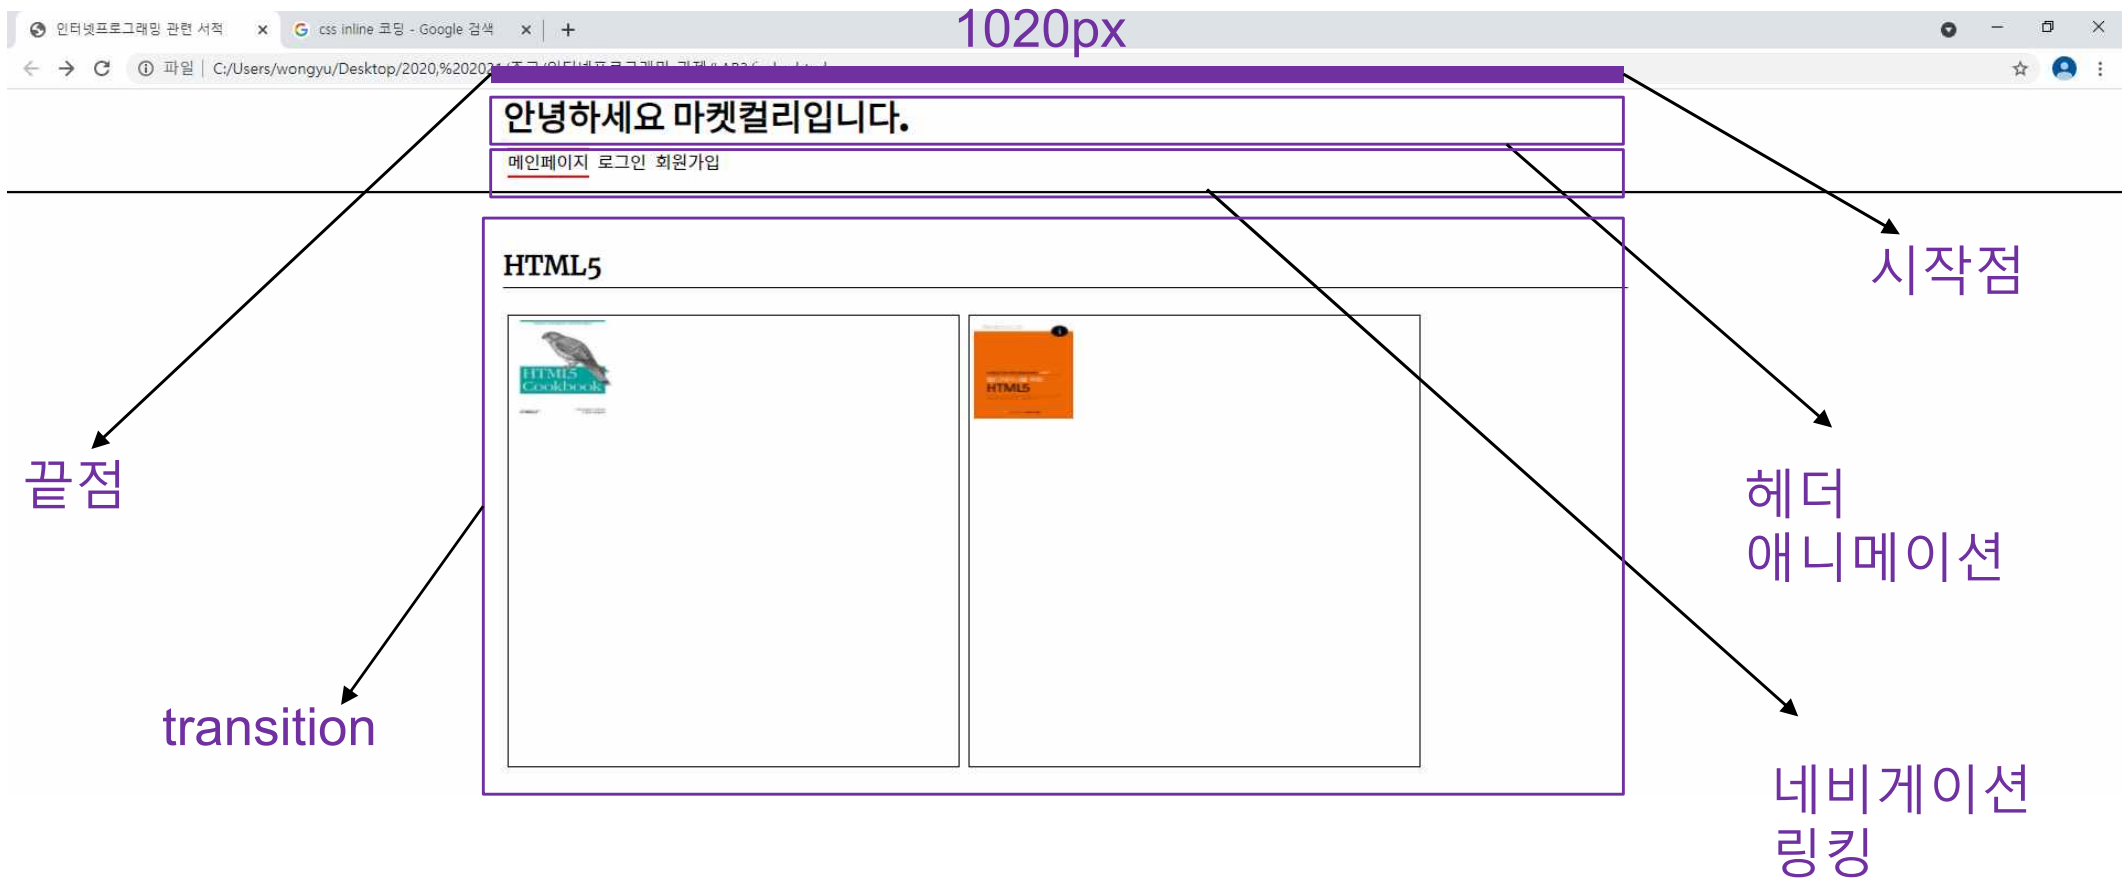 인터넷프로그래밍 관련 서적
css inline 코딩 - Google 검색
1020px
파일 | C:/Users/wongyu/Desktop/2020,%20202
안녕하세요 마켓컬리입니다.
메인페이지 로그인 회원가입
HTML5
HTML5
Cookbook
HTML5
시작점
끝점
헤더
애니메이션
transition
네비게이션
링킹